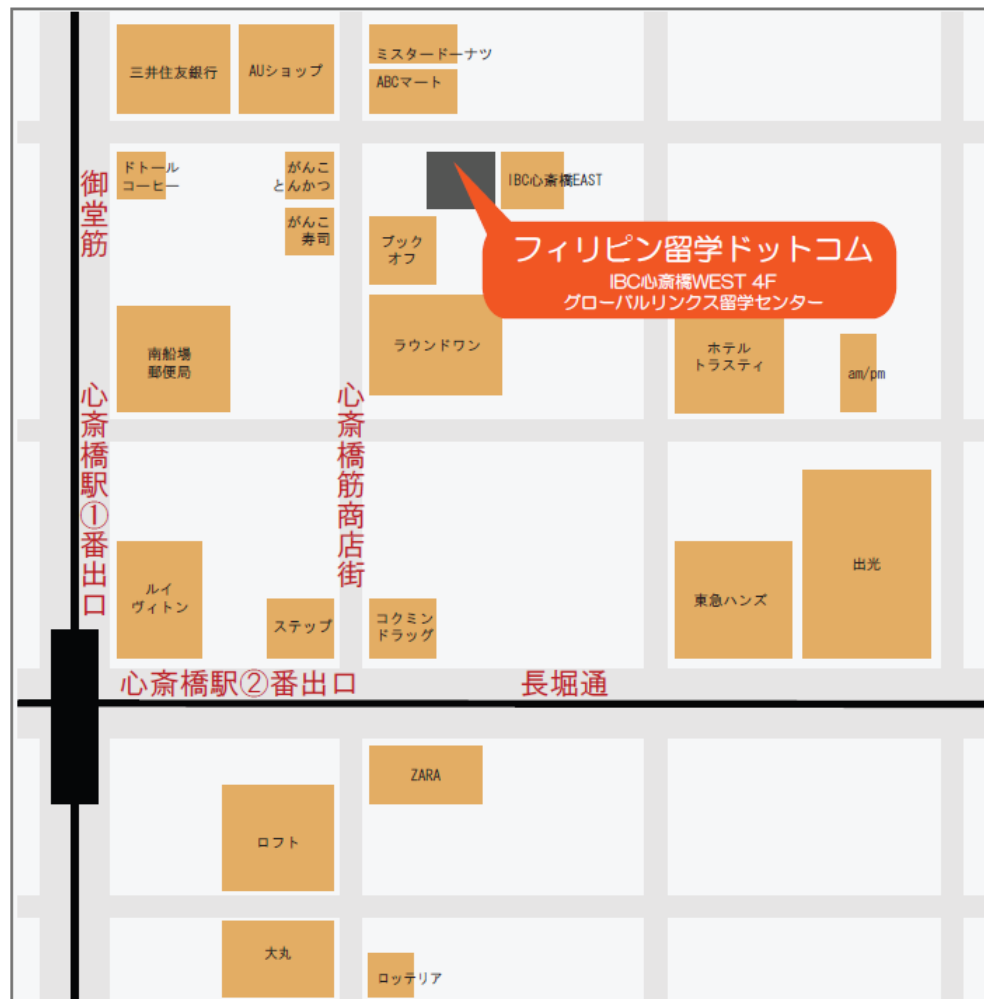 三井住友銀行
AUショップ
ミスタードーナツ
ABCマート
ドトール
コーヒー
がんこ
とんかつ
IBC心斎橋EAST
御堂筋
がんこ
寿司
ブック
オフ
フィリピン留学ドットコム
IBC心斎橋WEST 4F
グローバルリンクス留学センター
南船場
郵便局
ラウンドワン
ホテル
トラスティ
am/pm
心斎橋駅①番出口
心斎橋筋商店街
ルイ
ヴィトン
ステップ
コクミン
ドラッグ
東急ハンズ
出光
心斎橋駅②番出口
長堀通
ZARA
ロフト
大丸
ロッテリア